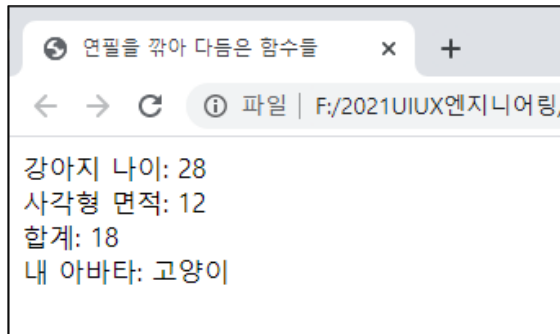 연필을 깎아 다듬은 함수들
파일 F:/2021UIUX엔지니어링/
강아지 나이: 28
사각형 면적: 12
합계: 18
내 아바타: 고양이